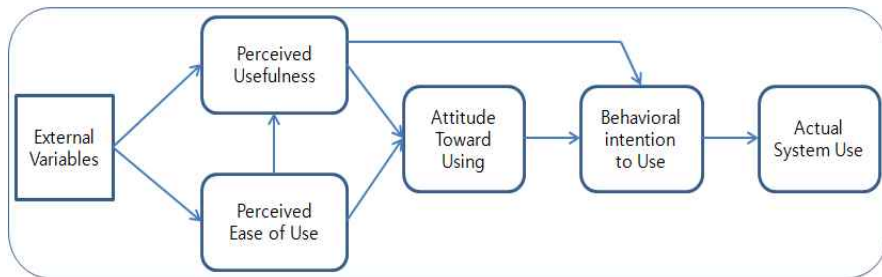 External
Variables
Perceived
Usefulness
Perceived
Ease of Use
Attitude
Toward
Using
Behavioral
intention
to Use
Actual
System Use